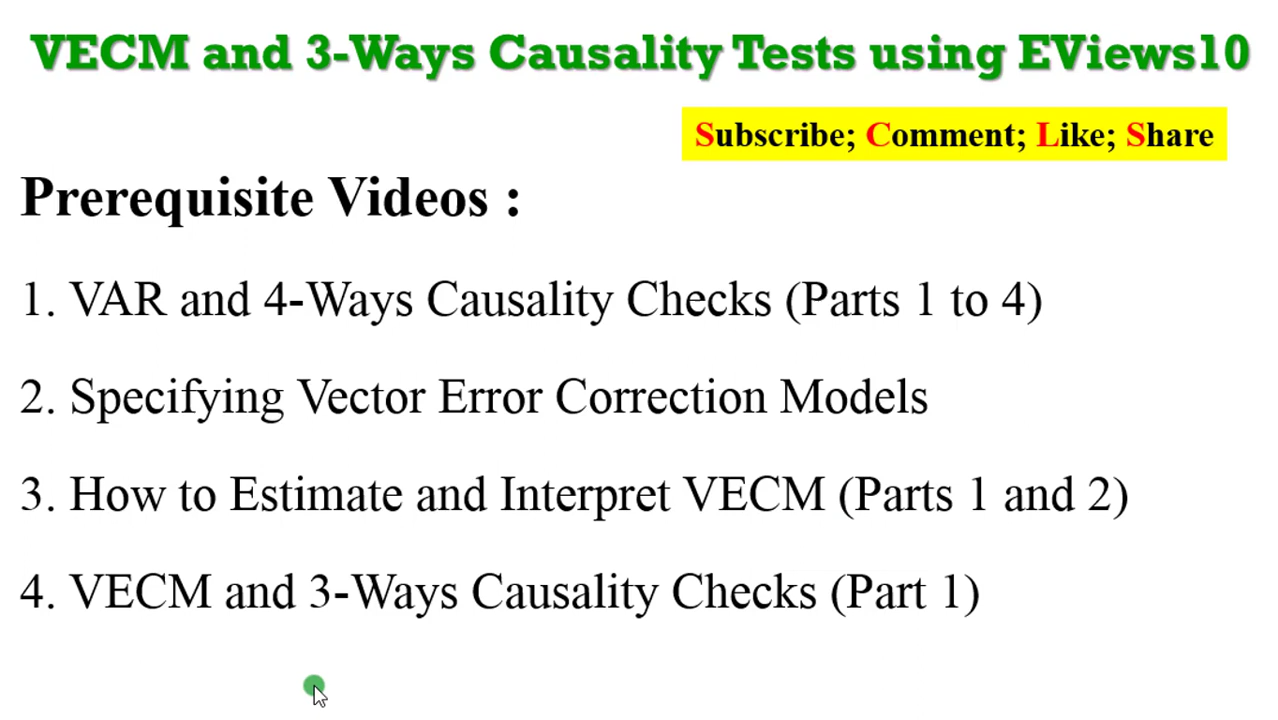 VECM and 3-Ways Causality Tests using EViews10
Subscribe; Comment; Like; Share
Prerequisite Videos :
1. VAR and 4-Ways Causality Checks (Parts 1 to 4)
2. Specifying Vector Error Correction Models
3. How to Estimate and Interpret VECM (Parts 1 and 2)
4. VECM and 3-Ways Causality Checks (Part 1)